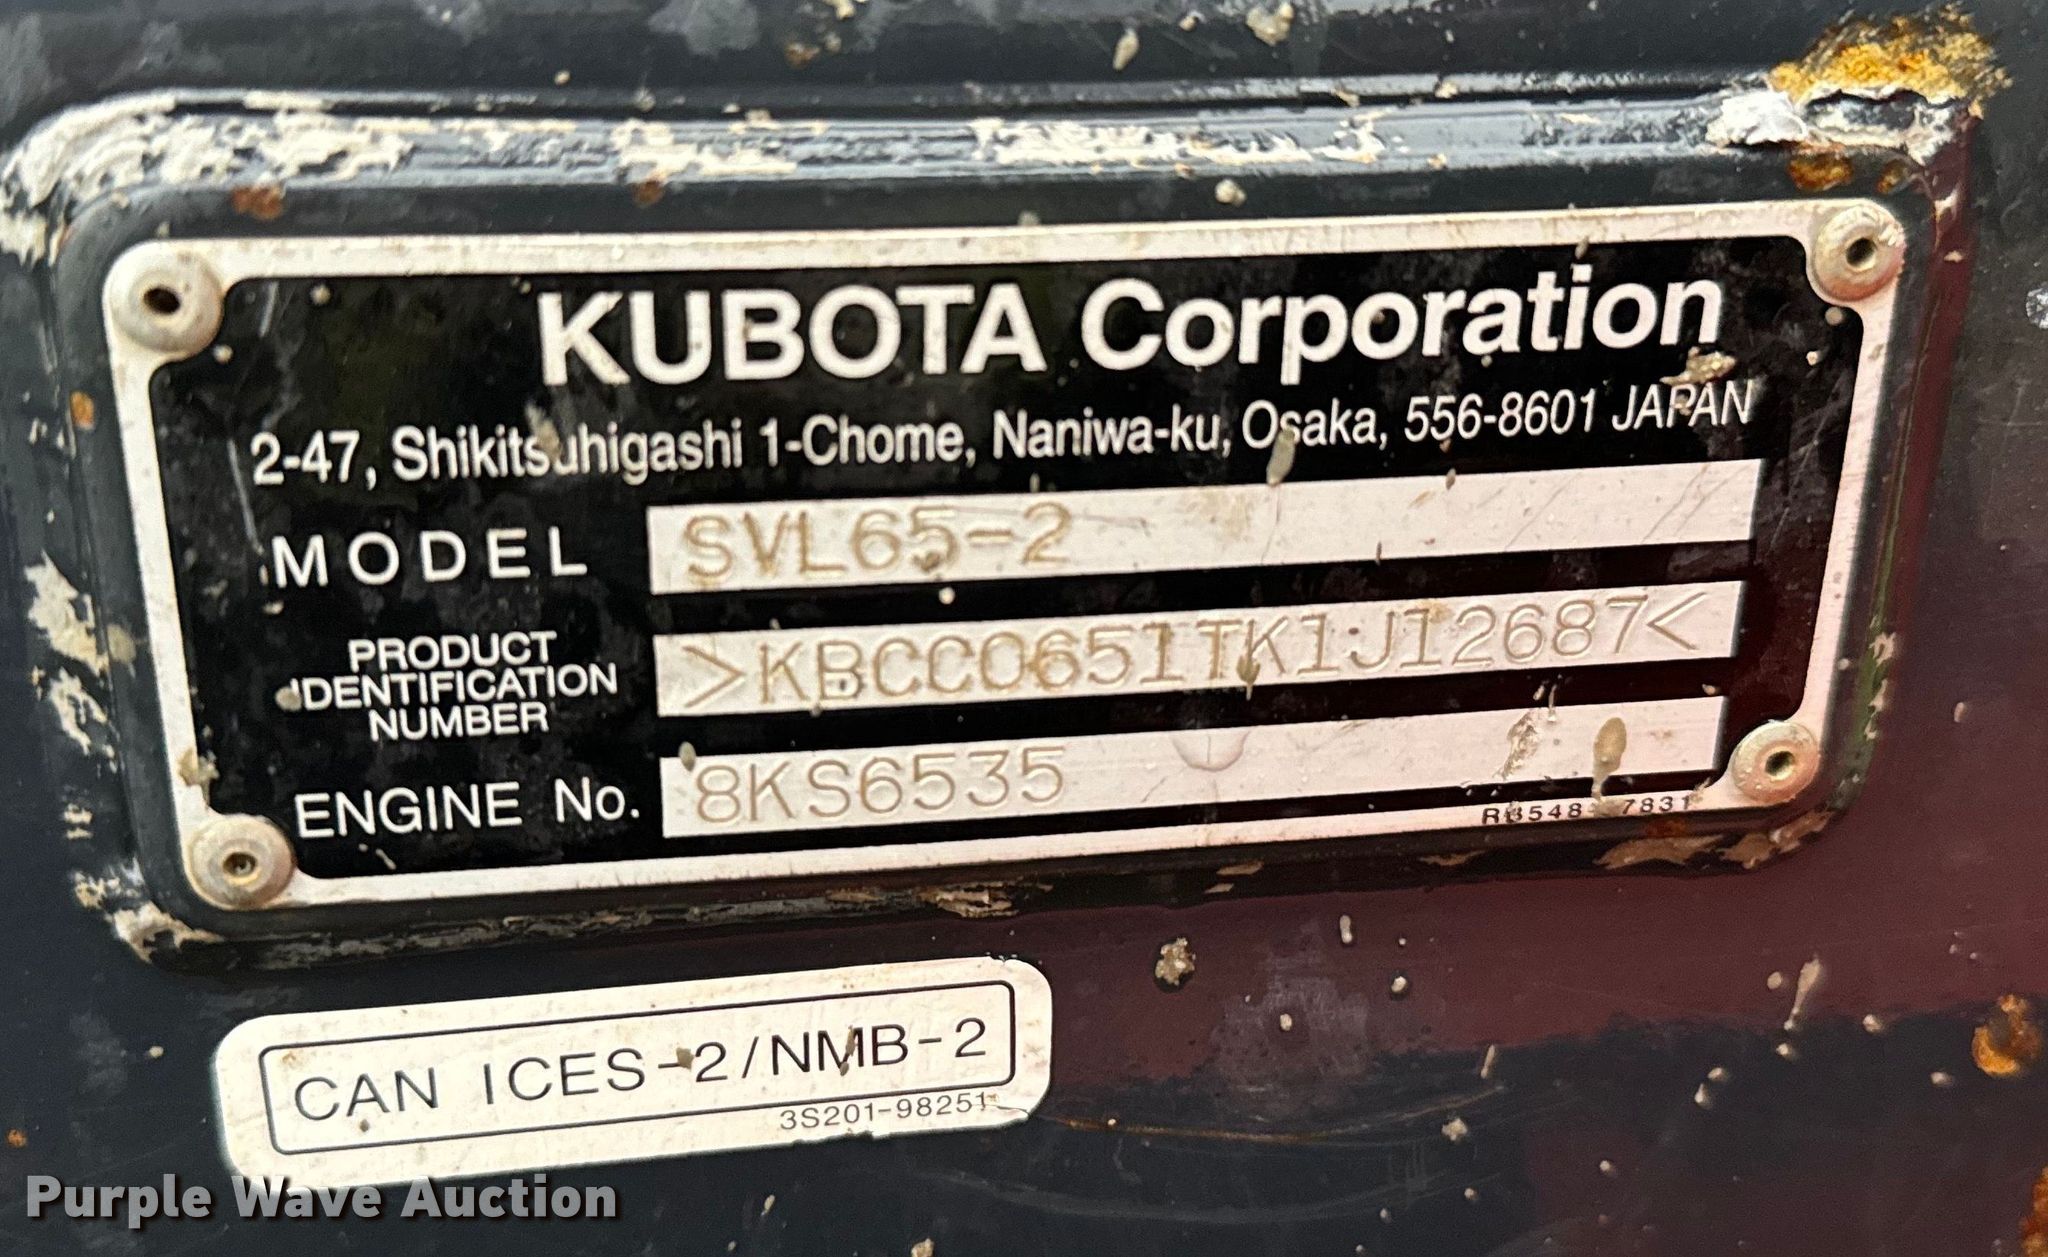 KUBOTA Corporation
2-47, Shikitsuhigashi 1-Chome, Naniwa-ku, Osaka, 556-8601 JAPAN
MODEL SVL65-2
PRODUCT
IDENTIFICATION
NUMBER
>KBCC0651TK1J12687<
ENGINE No. 8KS6535
CAN ICES-2/NMB-2
3S201-98251
Purple Wave Auction